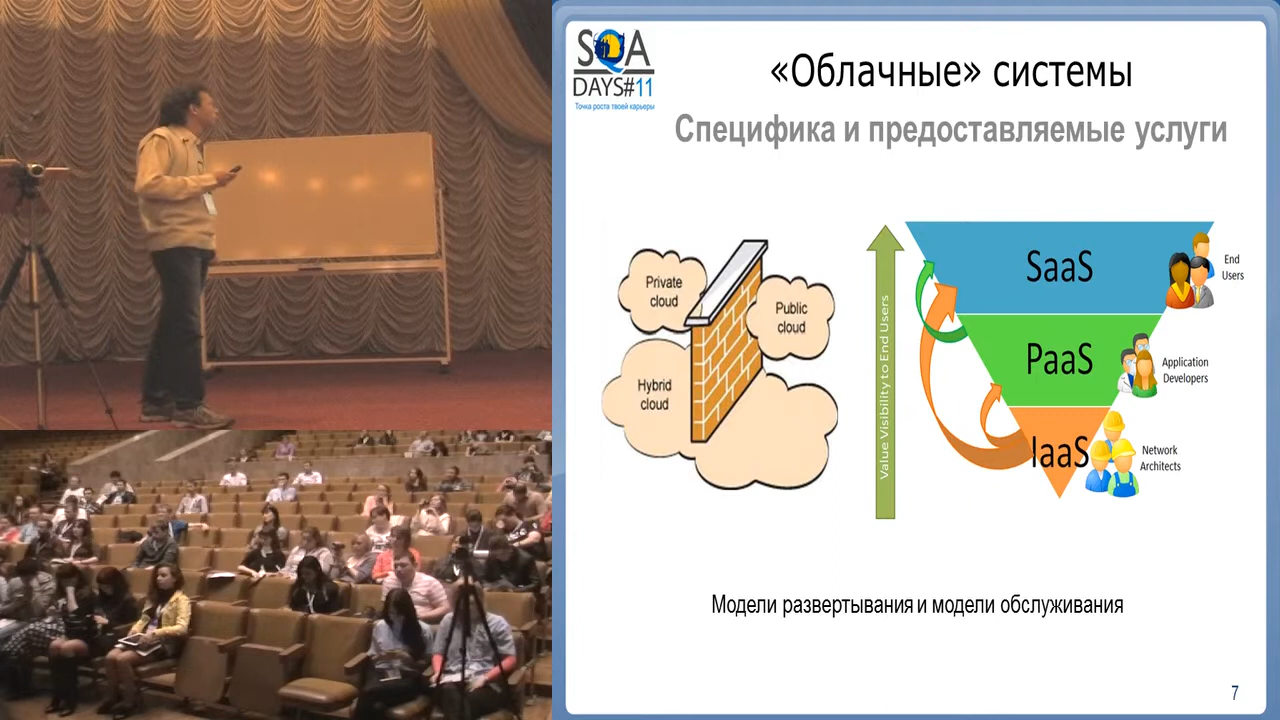 SQA
DAYS#11
Точка роста твоей карьеры
«Облачные» системы
Специфика и предоставляемые услуги
Private
cloud
Public
cloud
Hybrid
cloud
Value Visibility to End Users
SaaS
End
Users
PaaS
Application
Developers
IaaS
Network
Architects
Модели развертывания и модели обслуживания
7